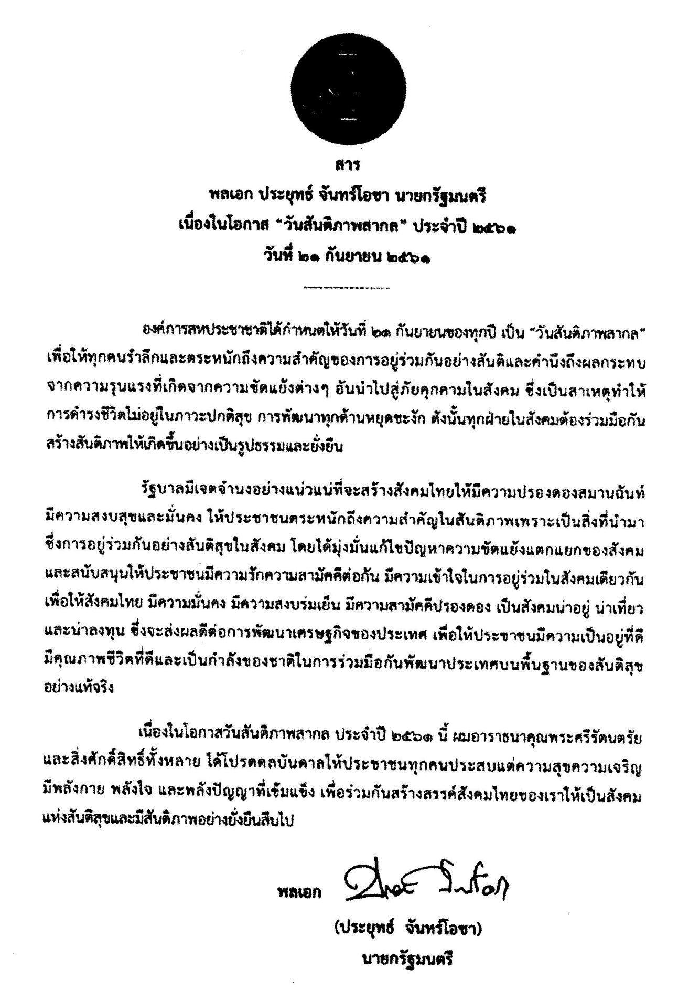 สาร
พลเอก ประยุทธ์ จันทร์โอชา นายกรัฐมนตรี
เนื่องในโอกาส “วันสันติภาพสากล” ประจำปี ๒๕๖๑
วันที่ ๒๑ กันยายน ๒๕๖๑
องค์การสหประชาชาติได้กำหนดให้วันที่ ๒๑ กันยายนของทุกปี เป็น “วันสันติภาพสากล”
เพื่อให้ทุกคนรำลึกและตระหนักถึงความสำคัญของการอยู่ร่วมกันอย่างสันติและคำนึงถึงผลกระทบ
จากความรุนแรงที่เกิดจากความขัดแย้งต่างๆ อันนำไปสู่ภัยคุกคามในสังคม ซึ่งเป็นสาเหตุทำให้
การดำรงชีวิตไม่อยู่ในภาวะปกติสุข การพัฒนาทุกด้านหยุดชะงัก ดังนั้นทุกฝ่ายในสังคมต้องร่วมมือกัน
สร้างสันติภาพให้เกิดขึ้นอย่างเป็นรูปธรรมและยั่งยืน
รัฐบาลมีเจตจำนงอย่างแน่วแน่ที่จะสร้างสังคมไทยให้มีความปรองดองสมานฉันท์
มีความสงบสุขและมั่นคง ให้ประชาชนตระหนักถึงความสำคัญในสันติภาพเพราะเป็นสิ่งที่นำมา
ซึ่งการอยู่ร่วมกันอย่างสันติสุขในสังคม โดยได้มุ่งมั่นแก้ไขปัญหาความขัดแย้งแตกแยกของสังคม
และสนับสนุนให้ประชาชนมีความรักความสามัคคีต่อกัน มีความเข้าใจในการอยู่ร่วมในสังคมเดียวกัน
เพื่อให้สังคมไทย มีความมั่นคง มีความสงบร่มเย็น มีความสามัคคีปรองดอง เป็นสังคมน่าอยู่ น่าเที่ยว
และน่าลงทุน ซึ่งจะส่งผลดีต่อการพัฒนาเศรษฐกิจของประเทศ เพื่อให้ประชาชนมีความเป็นอยู่ที่ดี
มีคุณภาพชีวิตที่ดีและเป็นกำลังของชาติในการร่วมมือกันพัฒนาประเทศบนพื้นฐานของสันติสุข
อย่างแท้จริง
เนื่องในโอกาสวันสันติภาพสากล ประจำปี ๒๕๖๑ นี้ ผมอาราธนาคุณพระศรีรัตนตรัย
และสิ่งศักดิ์สิทธิ์ทั้งหลาย ได้โปรดดลบันดาลให้ประชาชนทุกคนประสบแต่ความสุขความเจริญ
มีพลังกาย พลังใจ และพลังปัญญาที่เข้มแข็ง เพื่อร่วมกันสร้างสรรค์สังคมไทยของเราให้เป็นสังคม
แห่งสันติสุขและมีสันติภาพอย่างยั่งยืนสืบไป
พลเอก
(ประยุทธ์ จันทร์โอชา)
นายกรัฐมนตรี